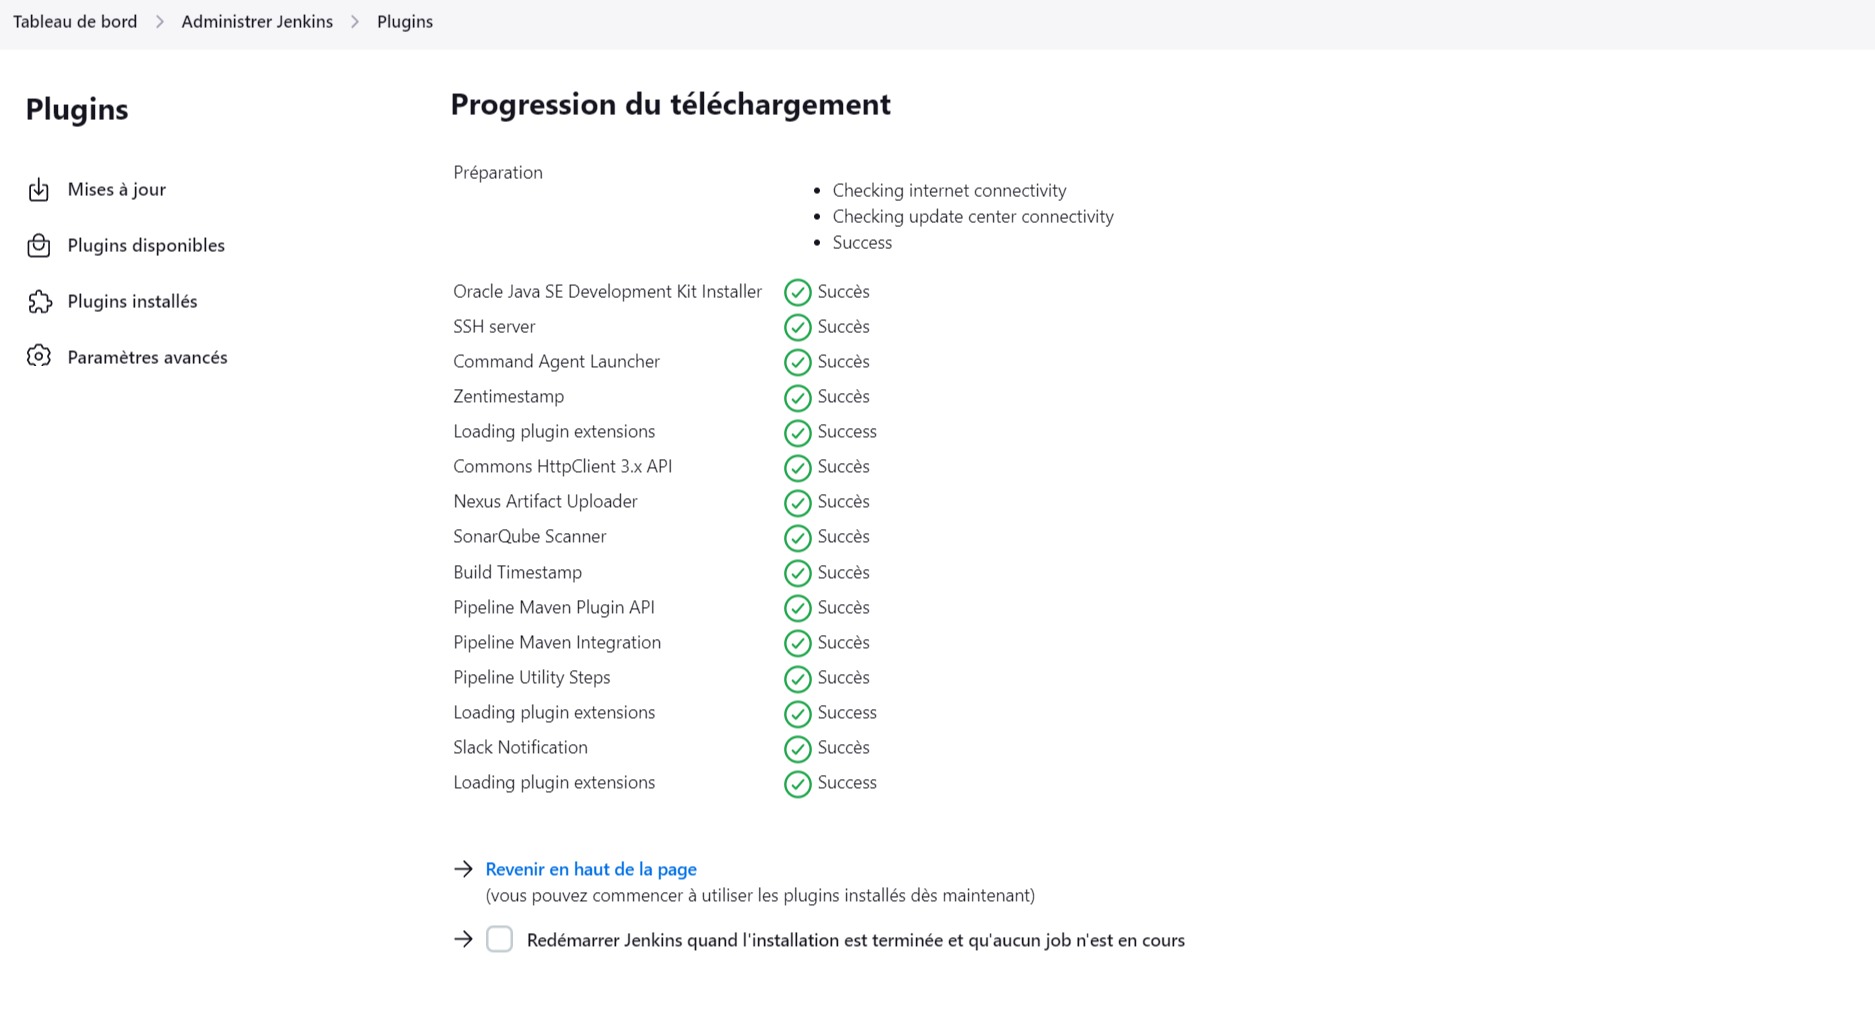 Tableau de bord > Administrer Jenkins > Plugins
Plugins
Mises à jour
Plugins disponibles
Plugins installés
Paramètres avancés
Progression du téléchargement
Préparation
• Checking internet connectivity
• Checking update center connectivity
• Success
Oracle Java SE Development Kit Installer Succès
SSH server Succès
Command Agent Launcher Succès
Zentimestamp Succès
Loading plugin extensions Success
Commons HttpClient 3.x API Succès
Nexus Artifact Uploader Succès
SonarQube Scanner Succès
Build Timestamp Succès
Pipeline Maven Plugin API Succès
Pipeline Maven Integration Succès
Pipeline Utility Steps Succès
Loading plugin extensions Success
Slack Notification Succès
Loading plugin extensions Success
→ Revenir en haut de la page
(vous pouvez commencer à utiliser les plugins installés dès maintenant)
→ Redémarrer Jenkins quand l'installation est terminée et qu'aucun job n'est en cours